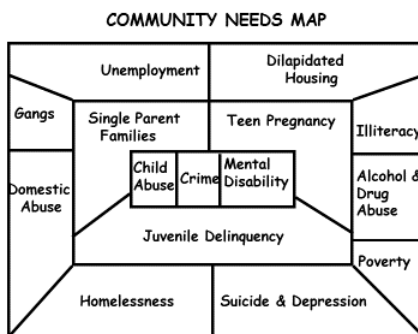 COMMUNITY NEEDS MAP
Unemployment
Dilapidated
Housing
Gangs
Single Parent
Families
Teen Pregnancy
Illiteracy
Child
Abuse
Crime
Mental
Disability
Domestic
Abuse
Alcohol &
Drug
Abuse
Juvenile Delinquency
Poverty
Homelessness
Suicide & Depression